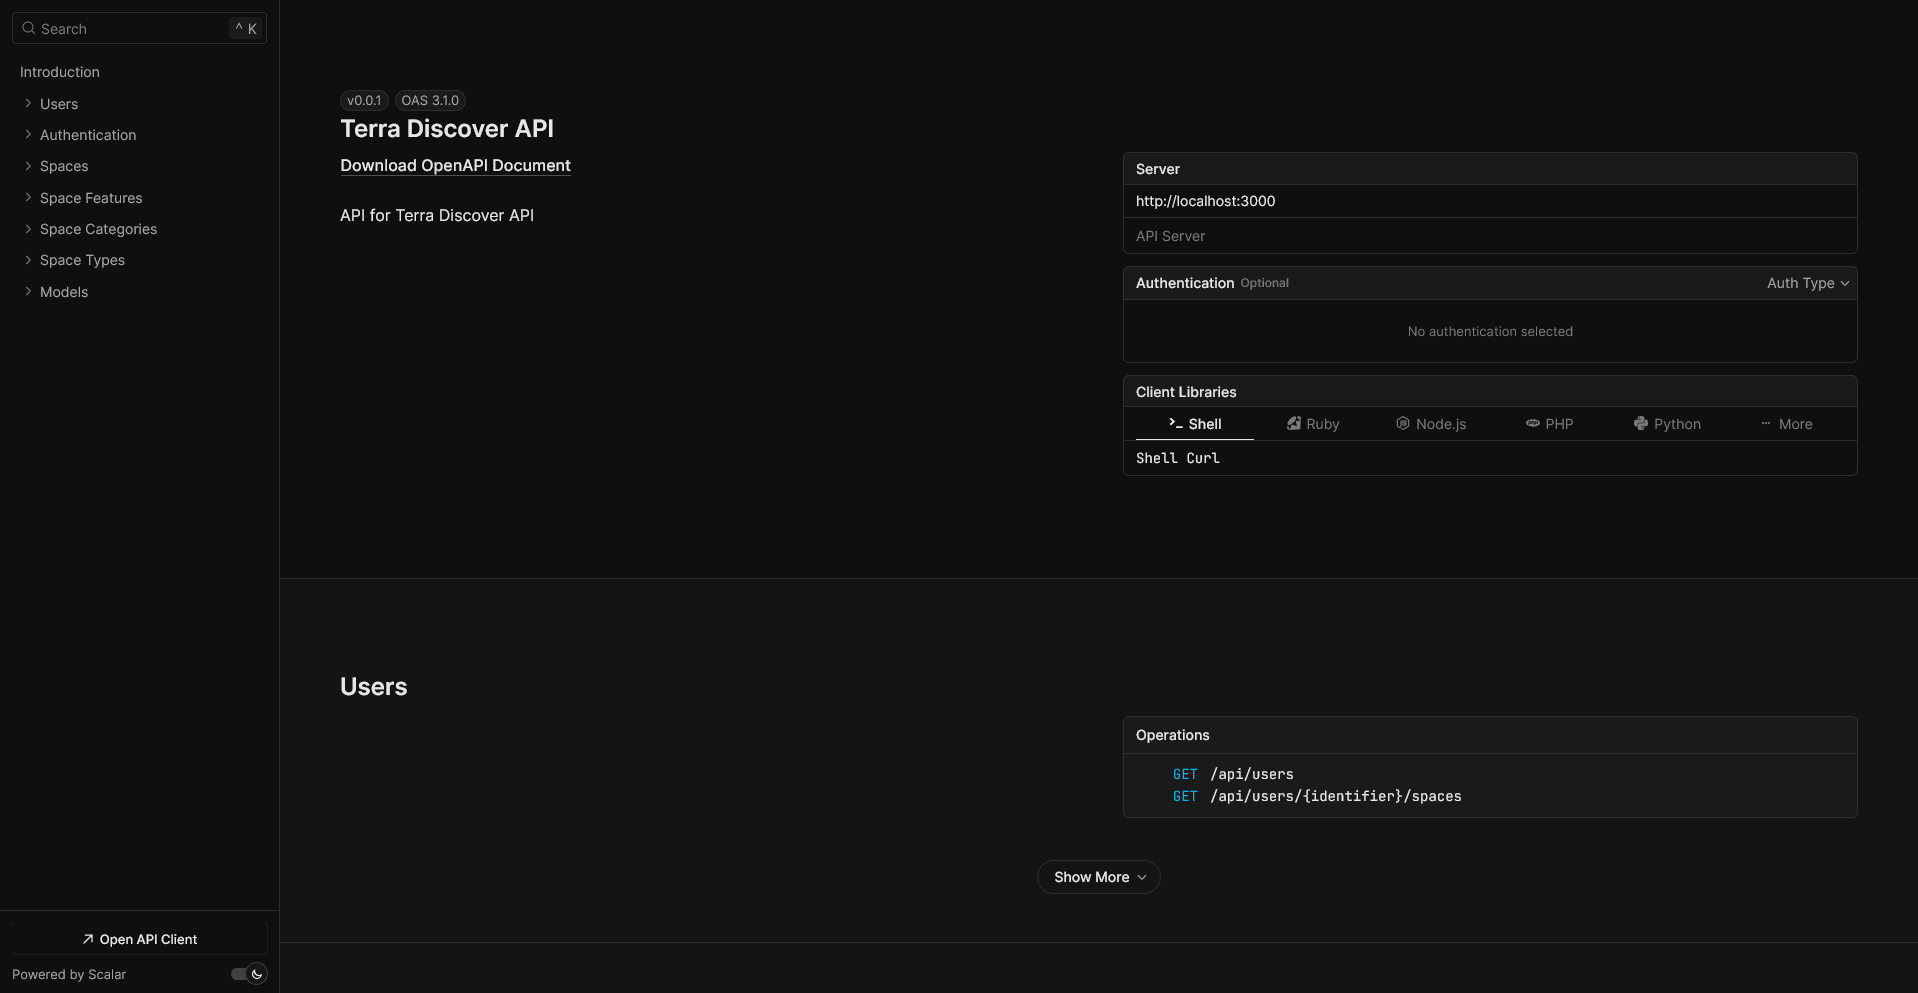 Search ^ K
Introduction
Users
Authentication
Spaces
Space Features
Space Categories
Space Types
Models
Open API Client
Powered by Scalar
v0.0.1 OAS 3.1.0
Terra Discover API
Download OpenAPI Document
API for Terra Discover API
Server
http://localhost:3000
API Server
Authentication Optional Auth Type
No authentication selected
Client Libraries
Shell Ruby Node.js PHP Python More
Shell Curl
Users
Operations
GET /api/users
GET /api/users/{identifier}/spaces
Show More